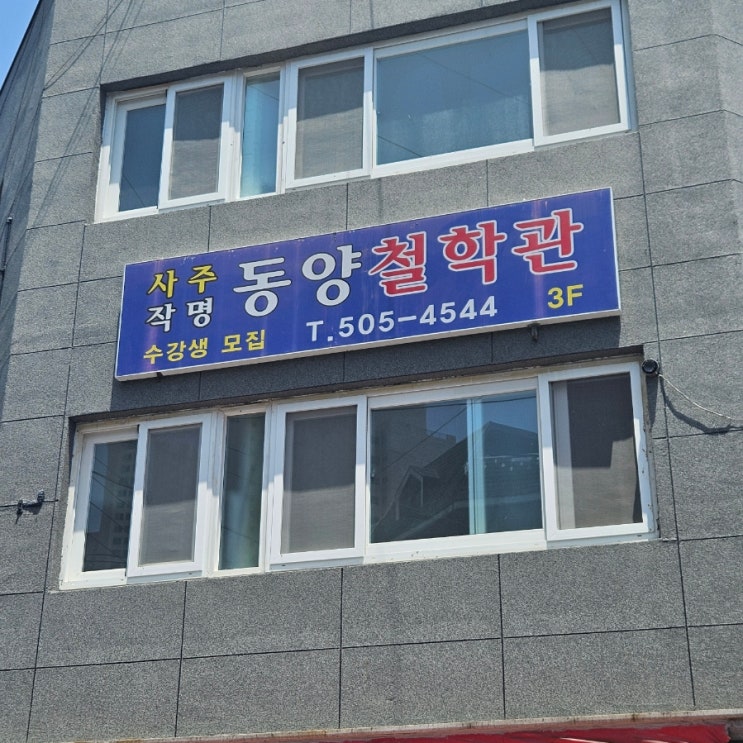 사주
작명
동양철학관
수강생 모집
T.505-4544
3F